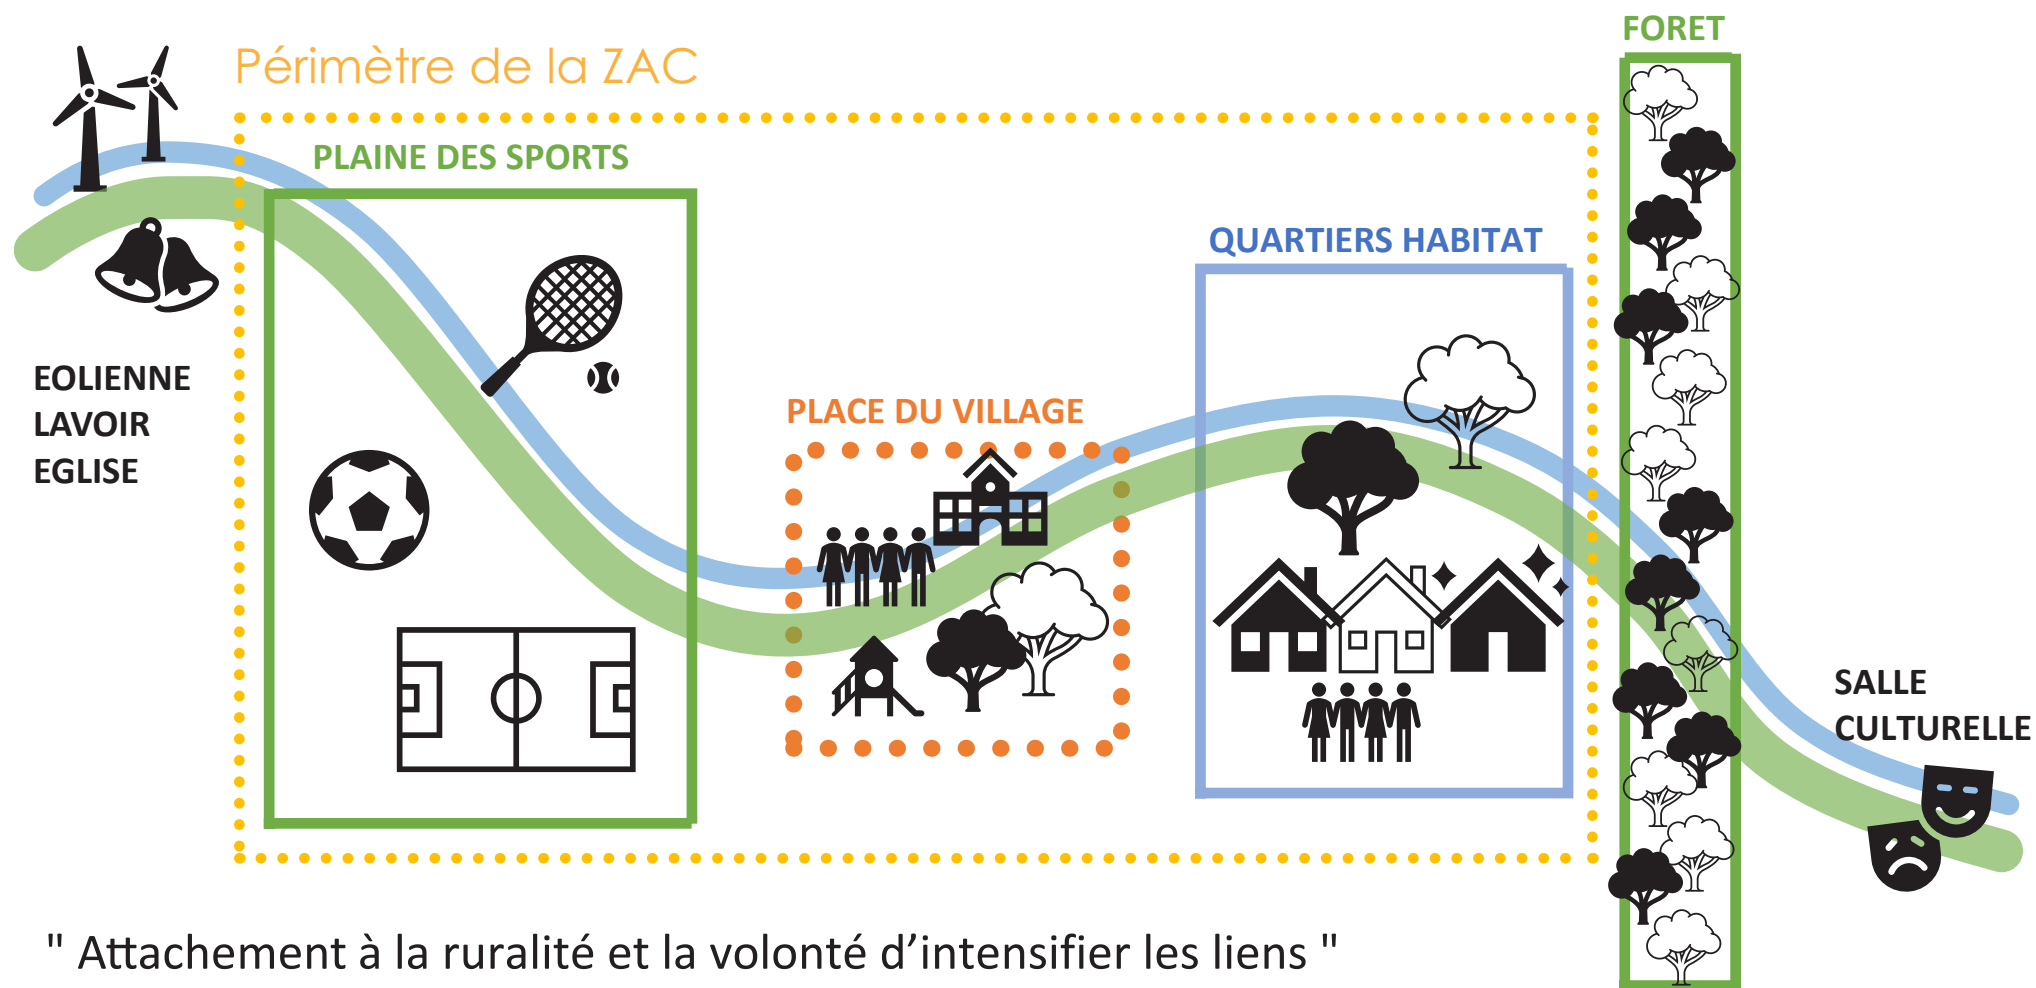 FORET
Périmètre de la ZAC
PLAINE DES SPORTS
QUARTIERS HABITAT
EOLIENNE
LAVOIR
EGLISE
PLACE DU VILLAGE
SALLE
CULTURELLE
" Attachement à la ruralité et la volonté d’intensifier les liens "